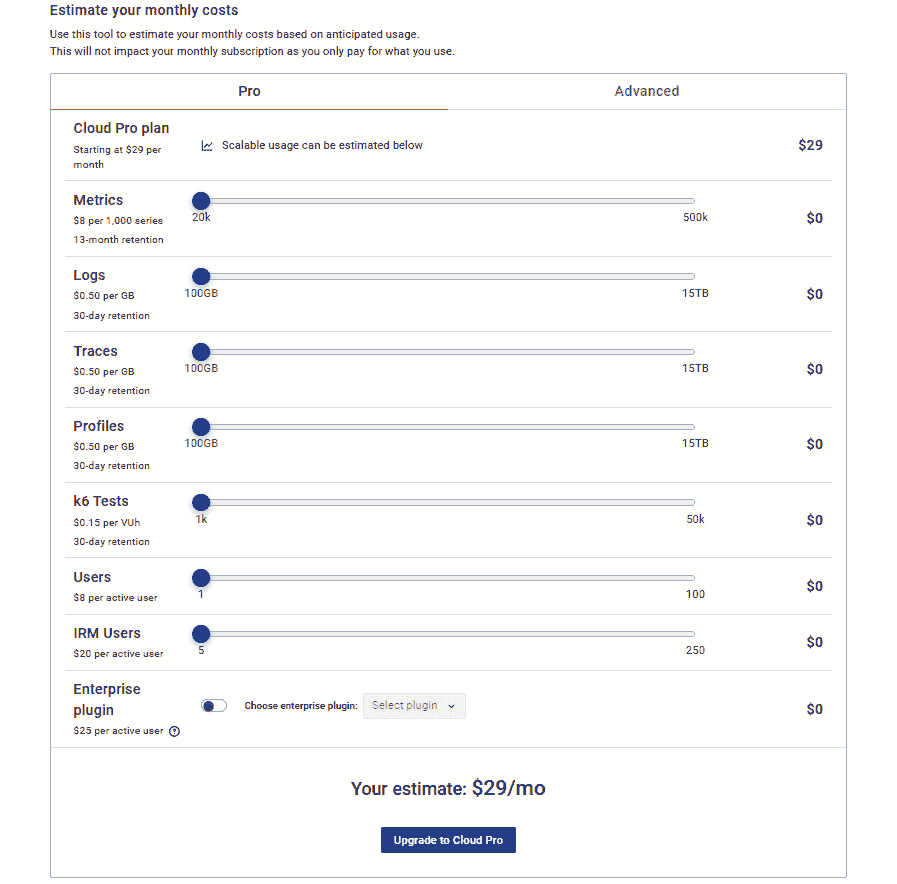 Estimate your monthly costs
Use this tool to estimate your monthly costs based on anticipated usage.
This will not impact your monthly subscription as you only pay for what you use.
Pro
Advanced
Cloud Pro plan
Starting at $29 per
month
Scalable usage can be estimated below
$29
Metrics
$8 per 1,000 series
13-month retention
20k
500k
$0
Logs
$0.50 per GB
30-day retention
100GB
15TB
$0
Traces
$0.50 per GB
30-day retention
100GB
15TB
$0
Profiles
$0.50 per GB
30-day retention
100GB
15TB
$0
k6 Tests
$0.15 per VUh
30-day retention
1k
50k
$0
Users
$8 per active user
1
100
$0
IRM Users
$20 per active user
5
250
$0
Enterprise
plugin
$25 per active user ?
Choose enterprise plugin: Select plugin
$0
Your estimate: $29/mo
Upgrade to Cloud Pro